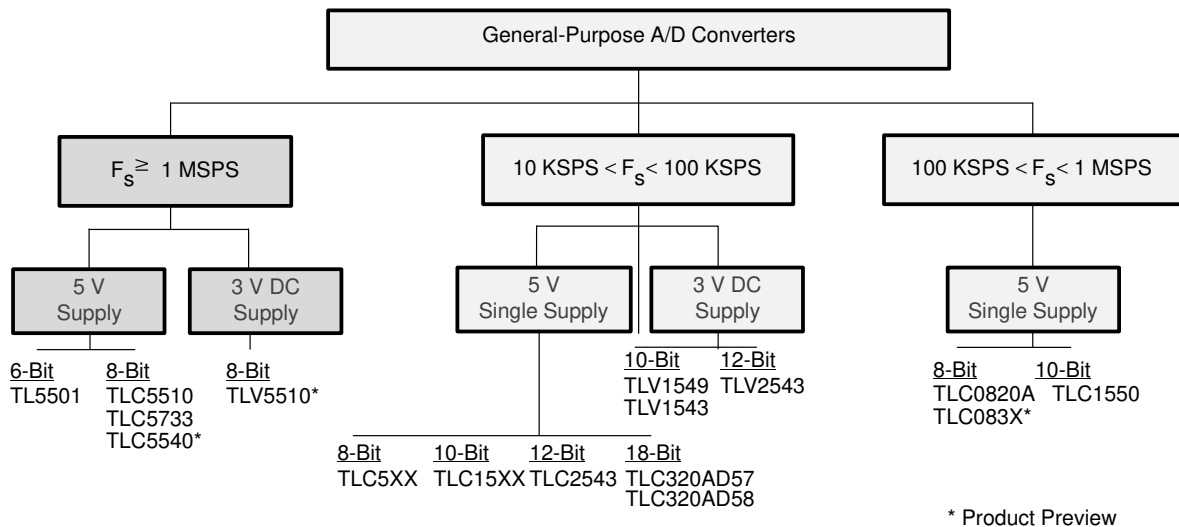 General-Purpose A/D Converters
Fs ≥ 1 MSPS
10 KSPS < Fs < 100 KSPS
100 KSPS < Fs < 1 MSPS
5 V
Supply
3 V DC
Supply
5 V
Single Supply
3 V DC
Supply
5 V
Single Supply
6-Bit
TL5501
8-Bit
TLC5510
TLC5733
TLC5540*
8-Bit
TLV5510*
10-Bit
TLV1549
TLV1543
12-Bit
TLV2543
8-Bit
TLC0820A
TLC083X*
10-Bit
TLC1550
8-Bit
TLC5XX
10-Bit
TLC15XX
12-Bit
TLC2543
18-Bit
TLC320AD57
TLC320AD58
* Product Preview